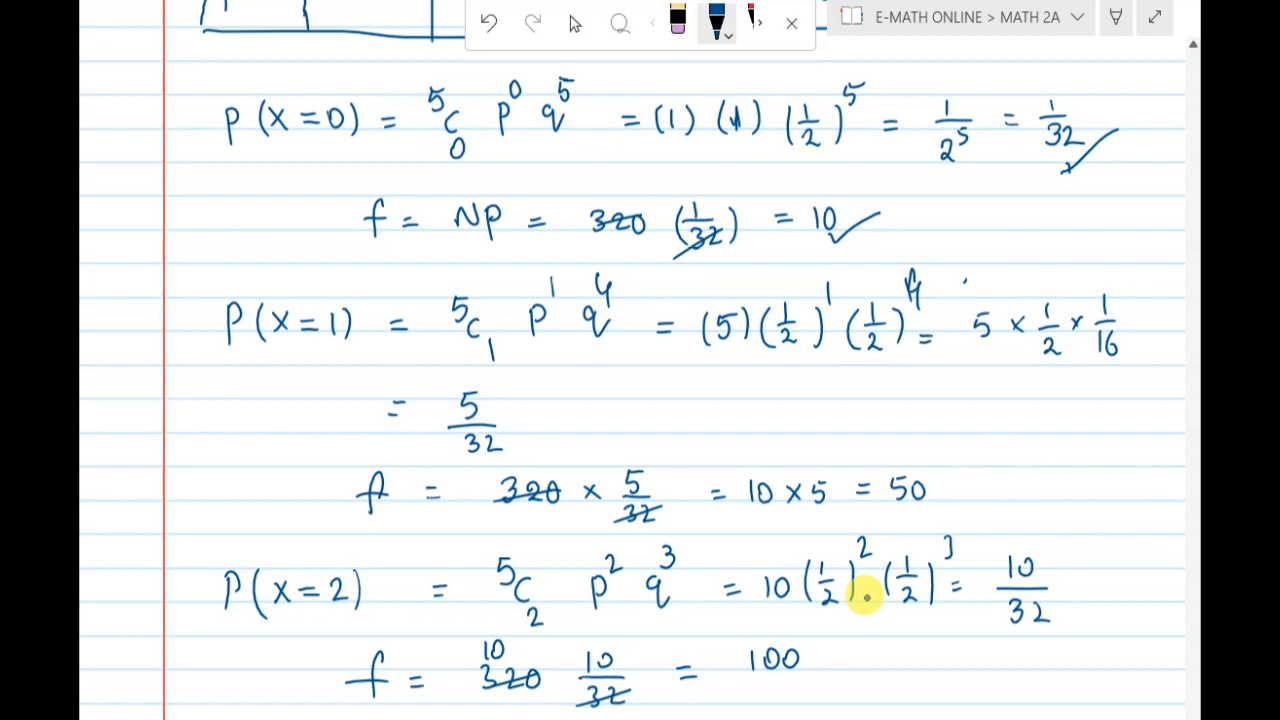 E-MATH ONLINE > MATH 2A
P (X = 0) = ⁵C₀ p⁰ q⁵ = (1) (1) (1/2)⁵ = 1/2⁵ = 1/32
f = NP = 320 (1/32) = 10
P (X = 1) = ⁵C₁ p¹ q⁴ = (5) (1/2)¹ (1/2)⁴ = 5 × 1/2 × 1/16
= 5/32
f = 320 × 5/32 = 10 × 5 = 50
P (X = 2) = ⁵C₂ p² q³ = 10 (1/2)² . (1/2)³ = 10/32
f = 320 10 10/32 = 100